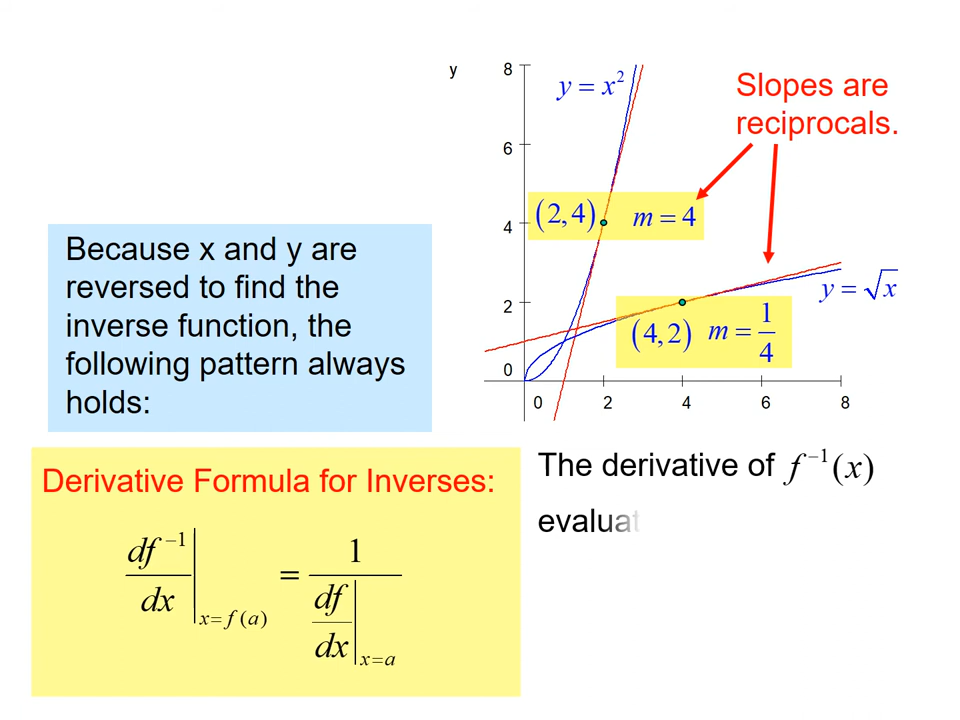 y
8
6
4
2
0
0 2 4 6 8
y = x²
Slopes are
reciprocals.
(2,4) m = 4
y = √x
(4,2) m = 1/4
Because x and y are
reversed to find the
inverse function, the
following pattern always
holds:
Derivative Formula for Inverses:
df⁻¹/dx |x=f(a) = 1/(df/dx |x=a)
The derivative of f⁻¹(x)
evaluat